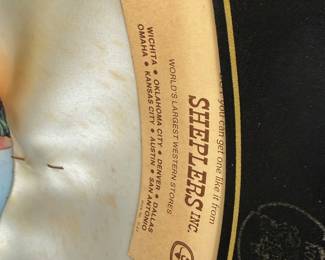 but you can get one like it from
SHEPLERS INC.
WORLD'S LARGEST WESTERN STORES
WICHITA • OKLAHOMA CITY • DENVER • DALLAS
OMAHA • KANSAS CITY • AUSTIN • SAN ANTONIO